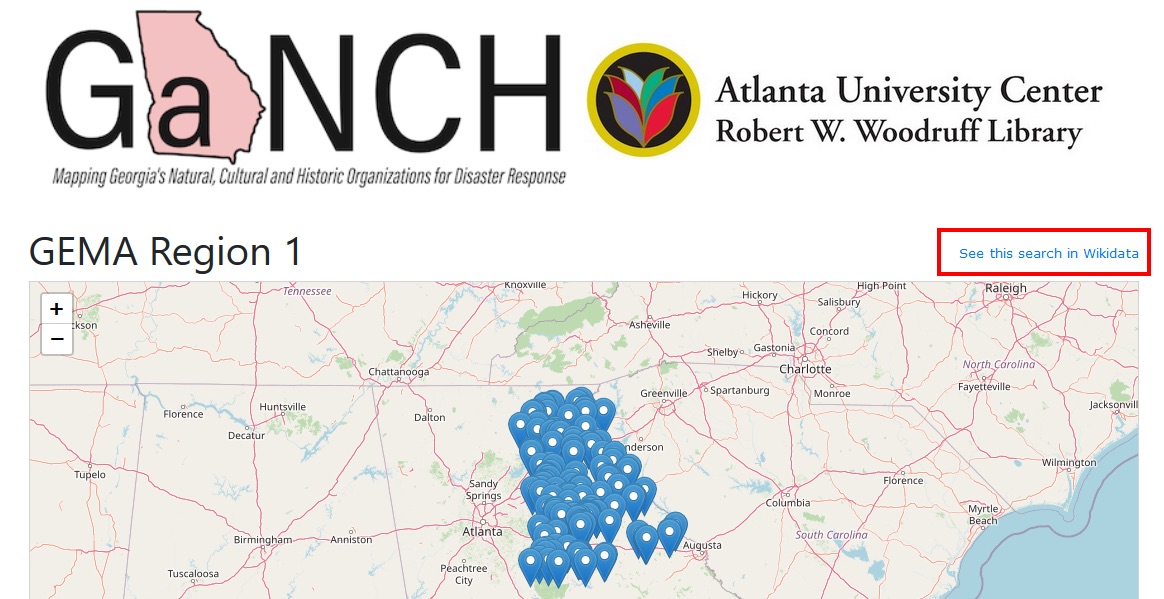 GaNCH
Mapping Georgia's Natural, Cultural and Historic Organizations for Disaster Response
Atlanta University Center
Robert W. Woodruff Library
GEMA Region 1
See this search in Wikidata
+
−
Tennessee
Knoxville
Hickory
High Point
Raleigh
Salisbury
ckson
Asheville
Concord
Shelby
Gastonia
Charlotte
North Carolina
Chattanooga
Greenville
Spartanburg
Monroe
Fayetteville
Jacksonvill
Florence
Huntsville
Dalton
Decatur
nderson
Tupelo
Wilmington
Sandy
Springs
Florence
Columbia
Myrtle
Beach
Atlanta
South Carolina
Birmingham
Anniston
Augusta
Peachtree
City
Tuscaloosa